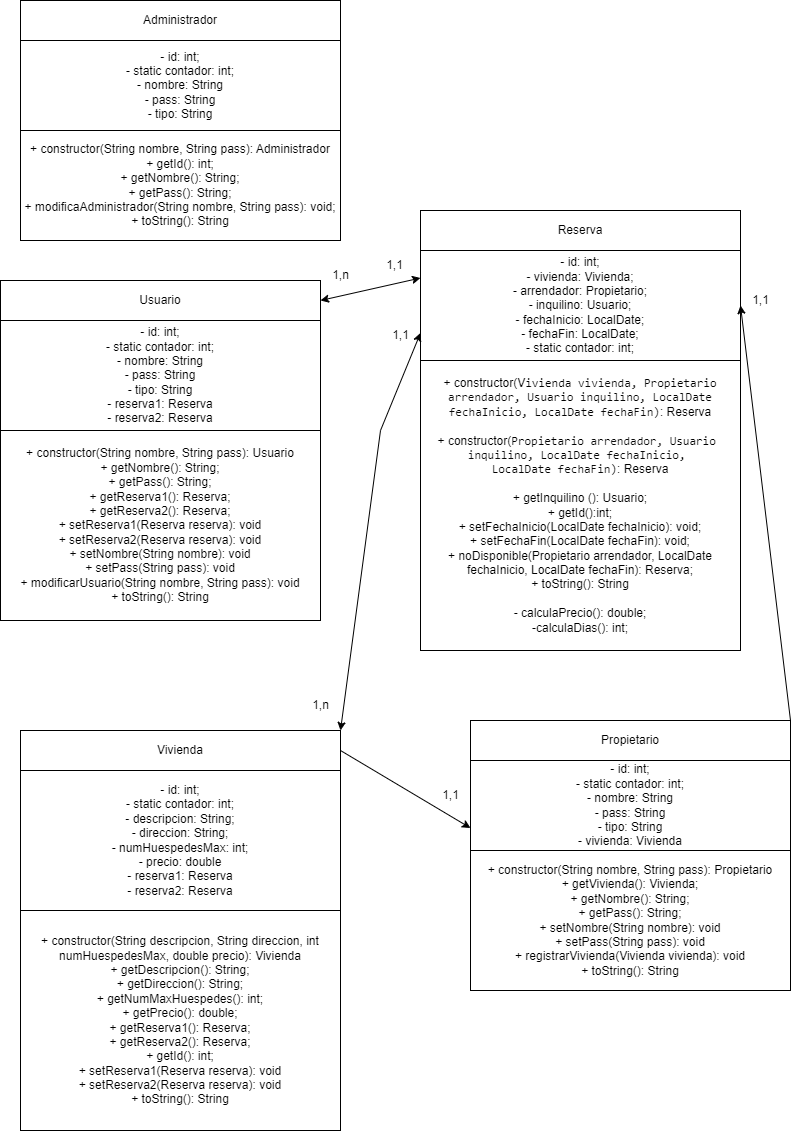 Administrador
- id: int;
- static contador: int;
- nombre: String
- pass: String
- tipo: String
+ constructor(String nombre, String pass): Administrador
+ getId(): int;
+ getNombre(): String;
+ getPass(): String;
+ modificaAdministrador(String nombre, String pass): void;
+ toString(): String
Reserva
- id: int;
- vivienda: Vivienda;
- arrendador: Propietario;
- inquilino: Usuario;
- fechaInicio: LocalDate;
- fechaFin: LocalDate;
- static contador: int;
+ constructor(Vivienda vivienda, Propietario
arrendador, Usuario inquilino, LocalDate
fechaInicio, LocalDate fechaFin): Reserva
+ constructor(Propietario arrendador, Usuario
inquilino, LocalDate fechaInicio,
LocalDate fechaFin): Reserva
+ getInquilino (): Usuario;
+ getId():int;
+ setFechaInicio(LocalDate fechaInicio): void;
+ setFechaFin(LocalDate fechaFin): void;
+ noDisponible(Propietario arrendador, LocalDate
fechaInicio, LocalDate fechaFin): Reserva;
+ toString(): String
- calculaPrecio(): double;
-calculaDias(): int;
1,n
1,1
1,1
1,1
Usuario
- id: int;
- static contador: int;
- nombre: String
- pass: String
- tipo: String
- reserva1: Reserva
- reserva2: Reserva
+ constructor(String nombre, String pass): Usuario
+ getNombre(): String;
+ getPass(): String;
+ getReserva1(): Reserva;
+ getReserva2(): Reserva;
+ setReserva1(Reserva reserva): void
+ setReserva2(Reserva reserva): void
+ setNombre(String nombre): void
+ setPass(String pass): void
+ modificarUsuario(String nombre, String pass): void
+ toString(): String
1,n
Vivienda
- id: int;
- static contador: int;
- descripcion: String;
- direccion: String;
- numHuespedesMax: int;
- precio: double
- reserva1: Reserva
- reserva2: Reserva
+ constructor(String descripcion, String direccion, int
numHuespedesMax, double precio): Vivienda
+ getDescripcion(): String;
+ getDireccion(): String;
+ getNumMaxHuespedes(): int;
+ getPrecio(): double;
+ getReserva1(): Reserva;
+ getReserva2(): Reserva;
+ getId(): int;
+ setReserva1(Reserva reserva): void
+ setReserva2(Reserva reserva): void
+ toString(): String
1,1
Propietario
- id: int;
- static contador: int;
- nombre: String
- pass: String
- tipo: String
- vivienda: Vivienda
+ constructor(String nombre, String pass): Propietario
+ getVivienda(): Vivienda;
+ getNombre(): String;
+ getPass(): String;
+ setNombre(String nombre): void
+ setPass(String pass): void
+ registrarVivienda(Vivienda vivienda): void
+ toString(): String